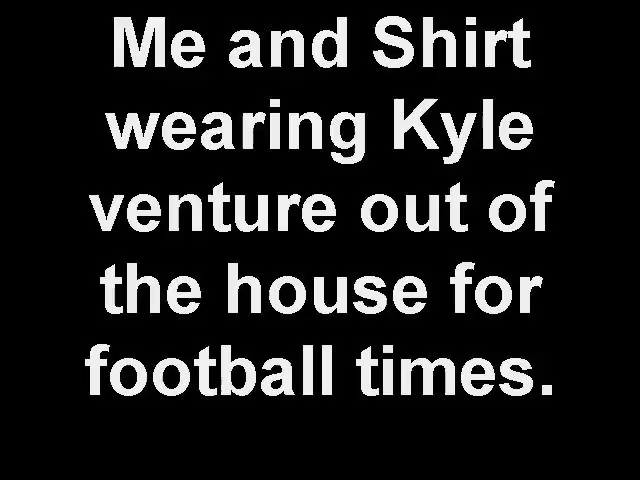 Me and Shirt
wearing Kyle
venture out of
the house for
football times.